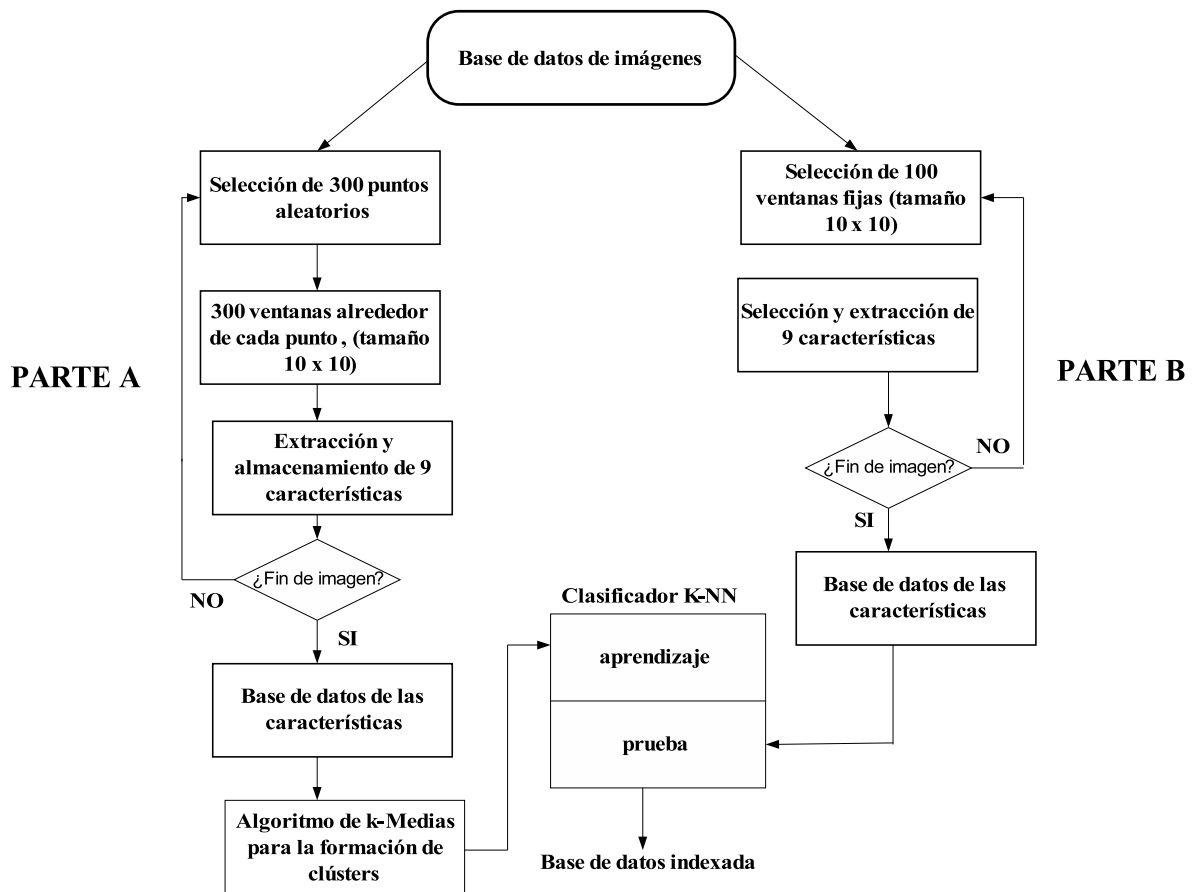 Base de datos de imágenes
Selección de 300 puntos
aleatorios
300 ventanas alrededor
de cada punto , (tamaño
10 x 10)
PARTE A
Extracción y
almacenamiento de 9
características
¿Fin de imagen?
NO
SI
Base de datos de las
características
Algoritmo de k-Medias
para la formación de
clústers
Selección de 100
ventanas fijas (tamaño
10 x 10)
Selección y extracción de
9 características
PARTE B
¿Fin de imagen?
NO
SI
Base de datos de las
características
Clasificador K-NN
aprendizaje
prueba
Base de datos indexada